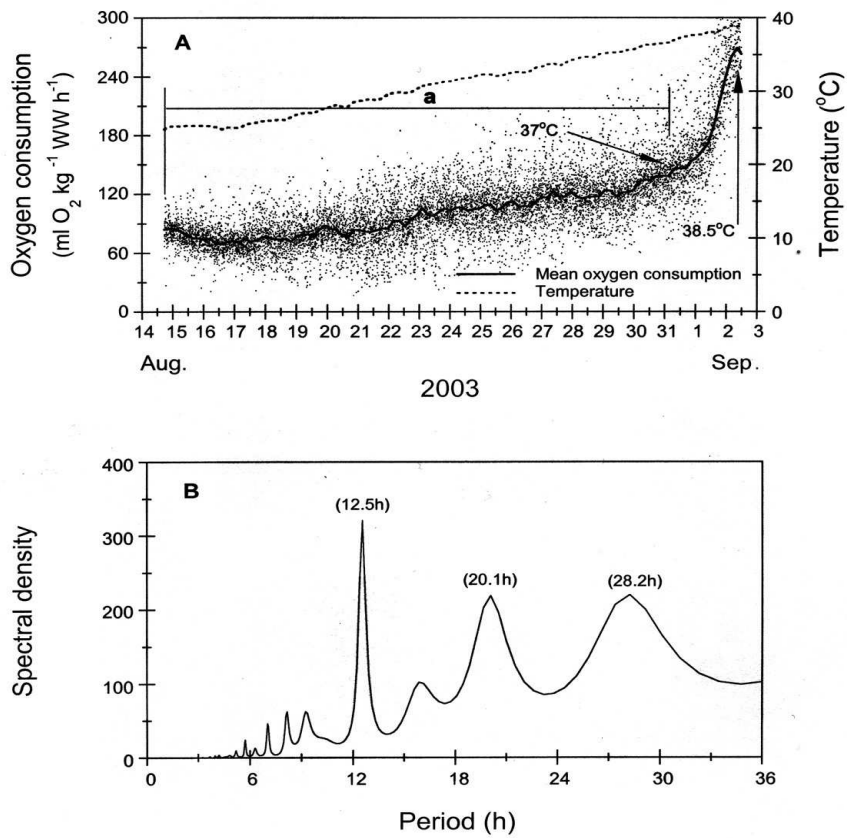 A
Oxygen consumption
(ml O₂ kg⁻¹ WW h⁻¹)
Temperature (°C)
300
240
180
120
60
0
40
30
20
10
0
a
37°C
38.5°C
Mean oxygen consumption
Temperature
14 15 16 17 18 19 20 21 22 23 24 25 26 27 28 29 30 31 1 2 3
Aug. Sep.
2003
B
Spectral density
400
300
200
100
0
(12.5h)
(20.1h)
(28.2h)
0 6 12 18 24 30 36
Period (h)